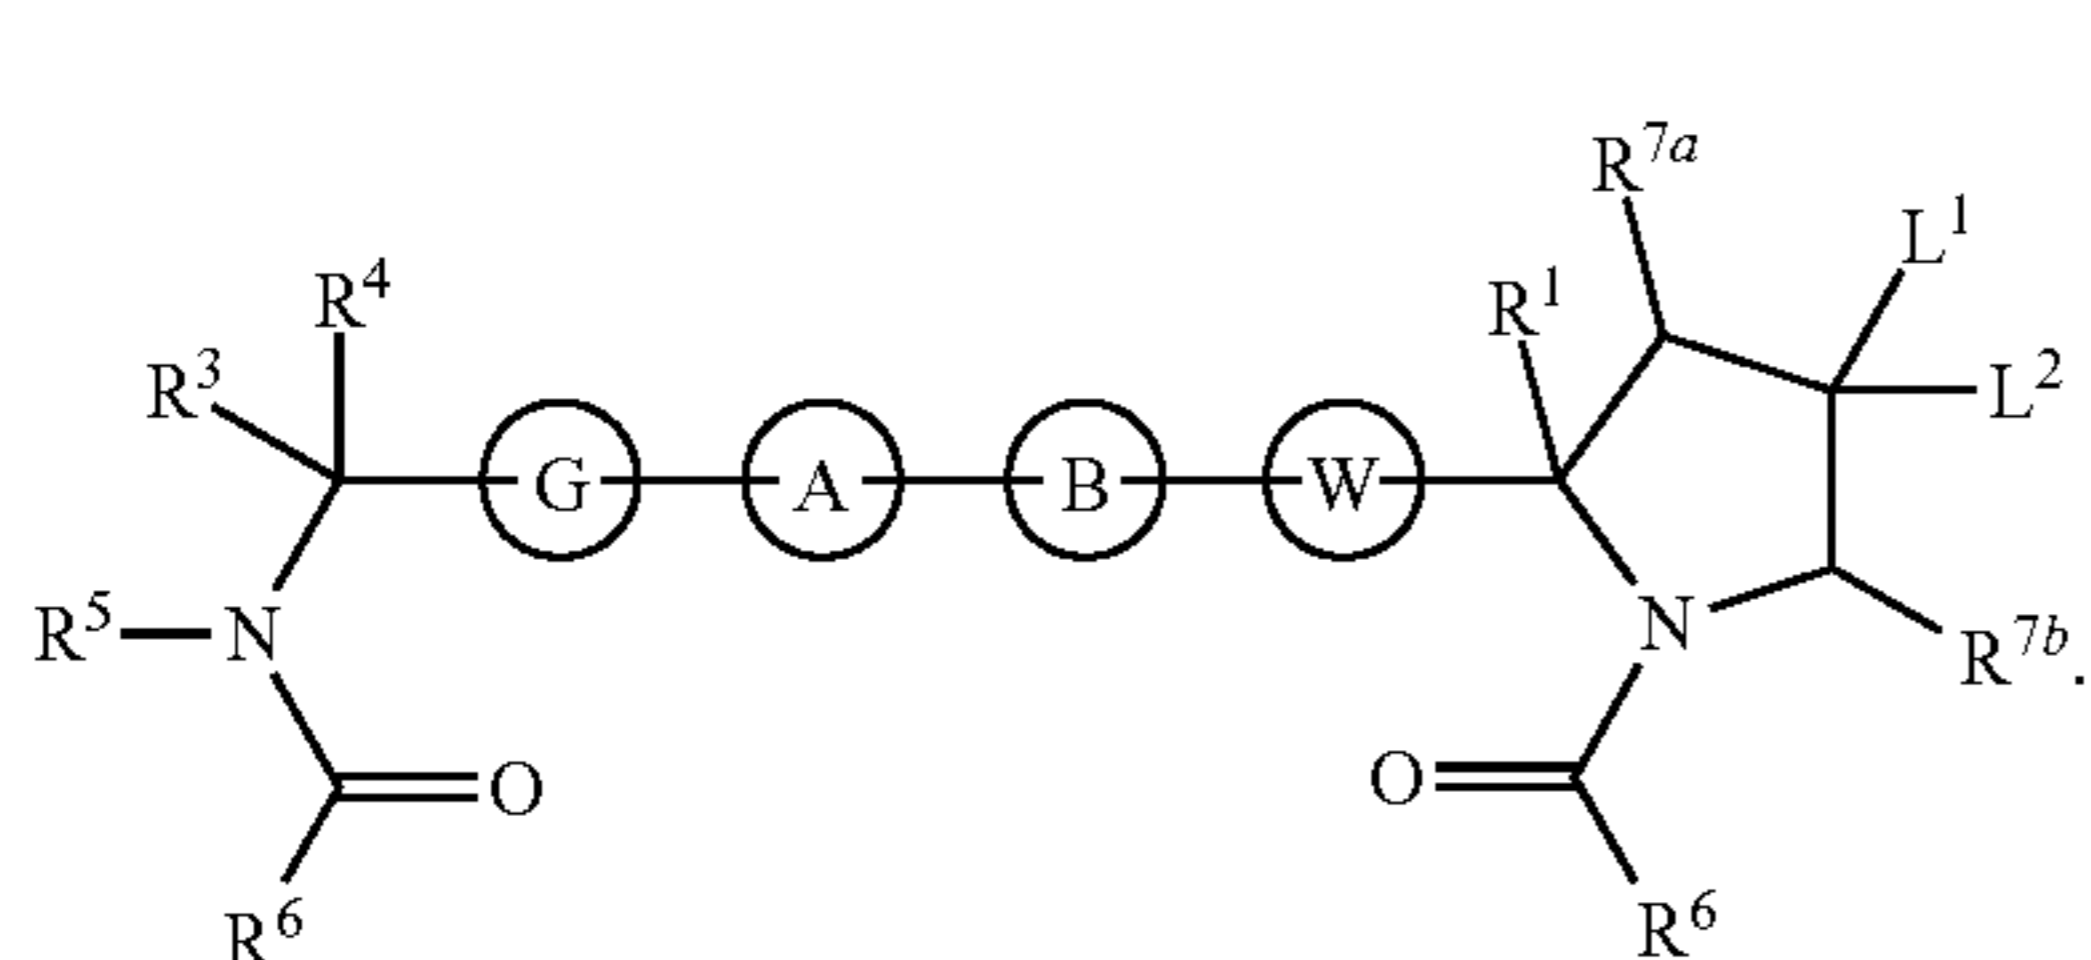 R⁷ᵃ
L¹
R⁴ R¹
R³ L²
G A B W
R⁵ N N R⁷ᵇ.
O O
R⁶ R⁶